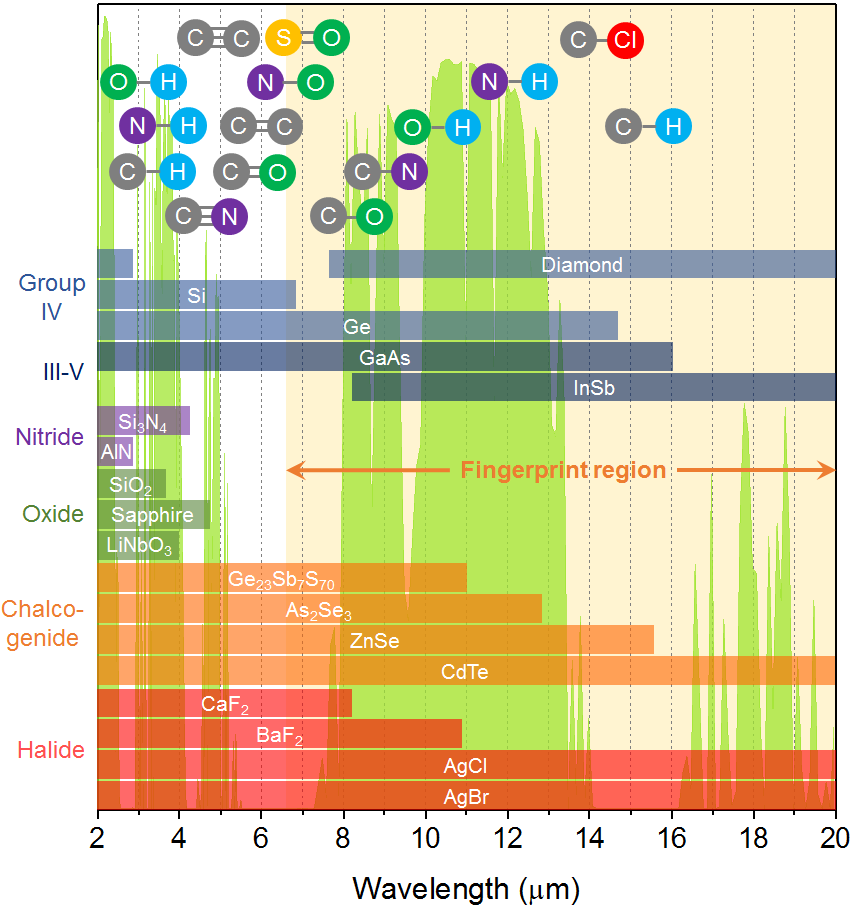 C C S O
C Cl
O H
N O
N H
N H
C C
O H
C H
C H
C O
C N
C N
C O
Group
IV
Diamond
Si
Ge
III-V
GaAs
InSb
Nitride
Si₃N₄
AlN
Oxide
SiO₂
Sapphire
LiNbO₃
Fingerprint region
Chalco-
genide
Ge₂₃Sb₇S₇₀
As₂Se₃
ZnSe
CdTe
Halide
CaF₂
BaF₂
AgCl
AgBr
2 4 6 8 10 12 14 16 18 20
Wavelength (μm)